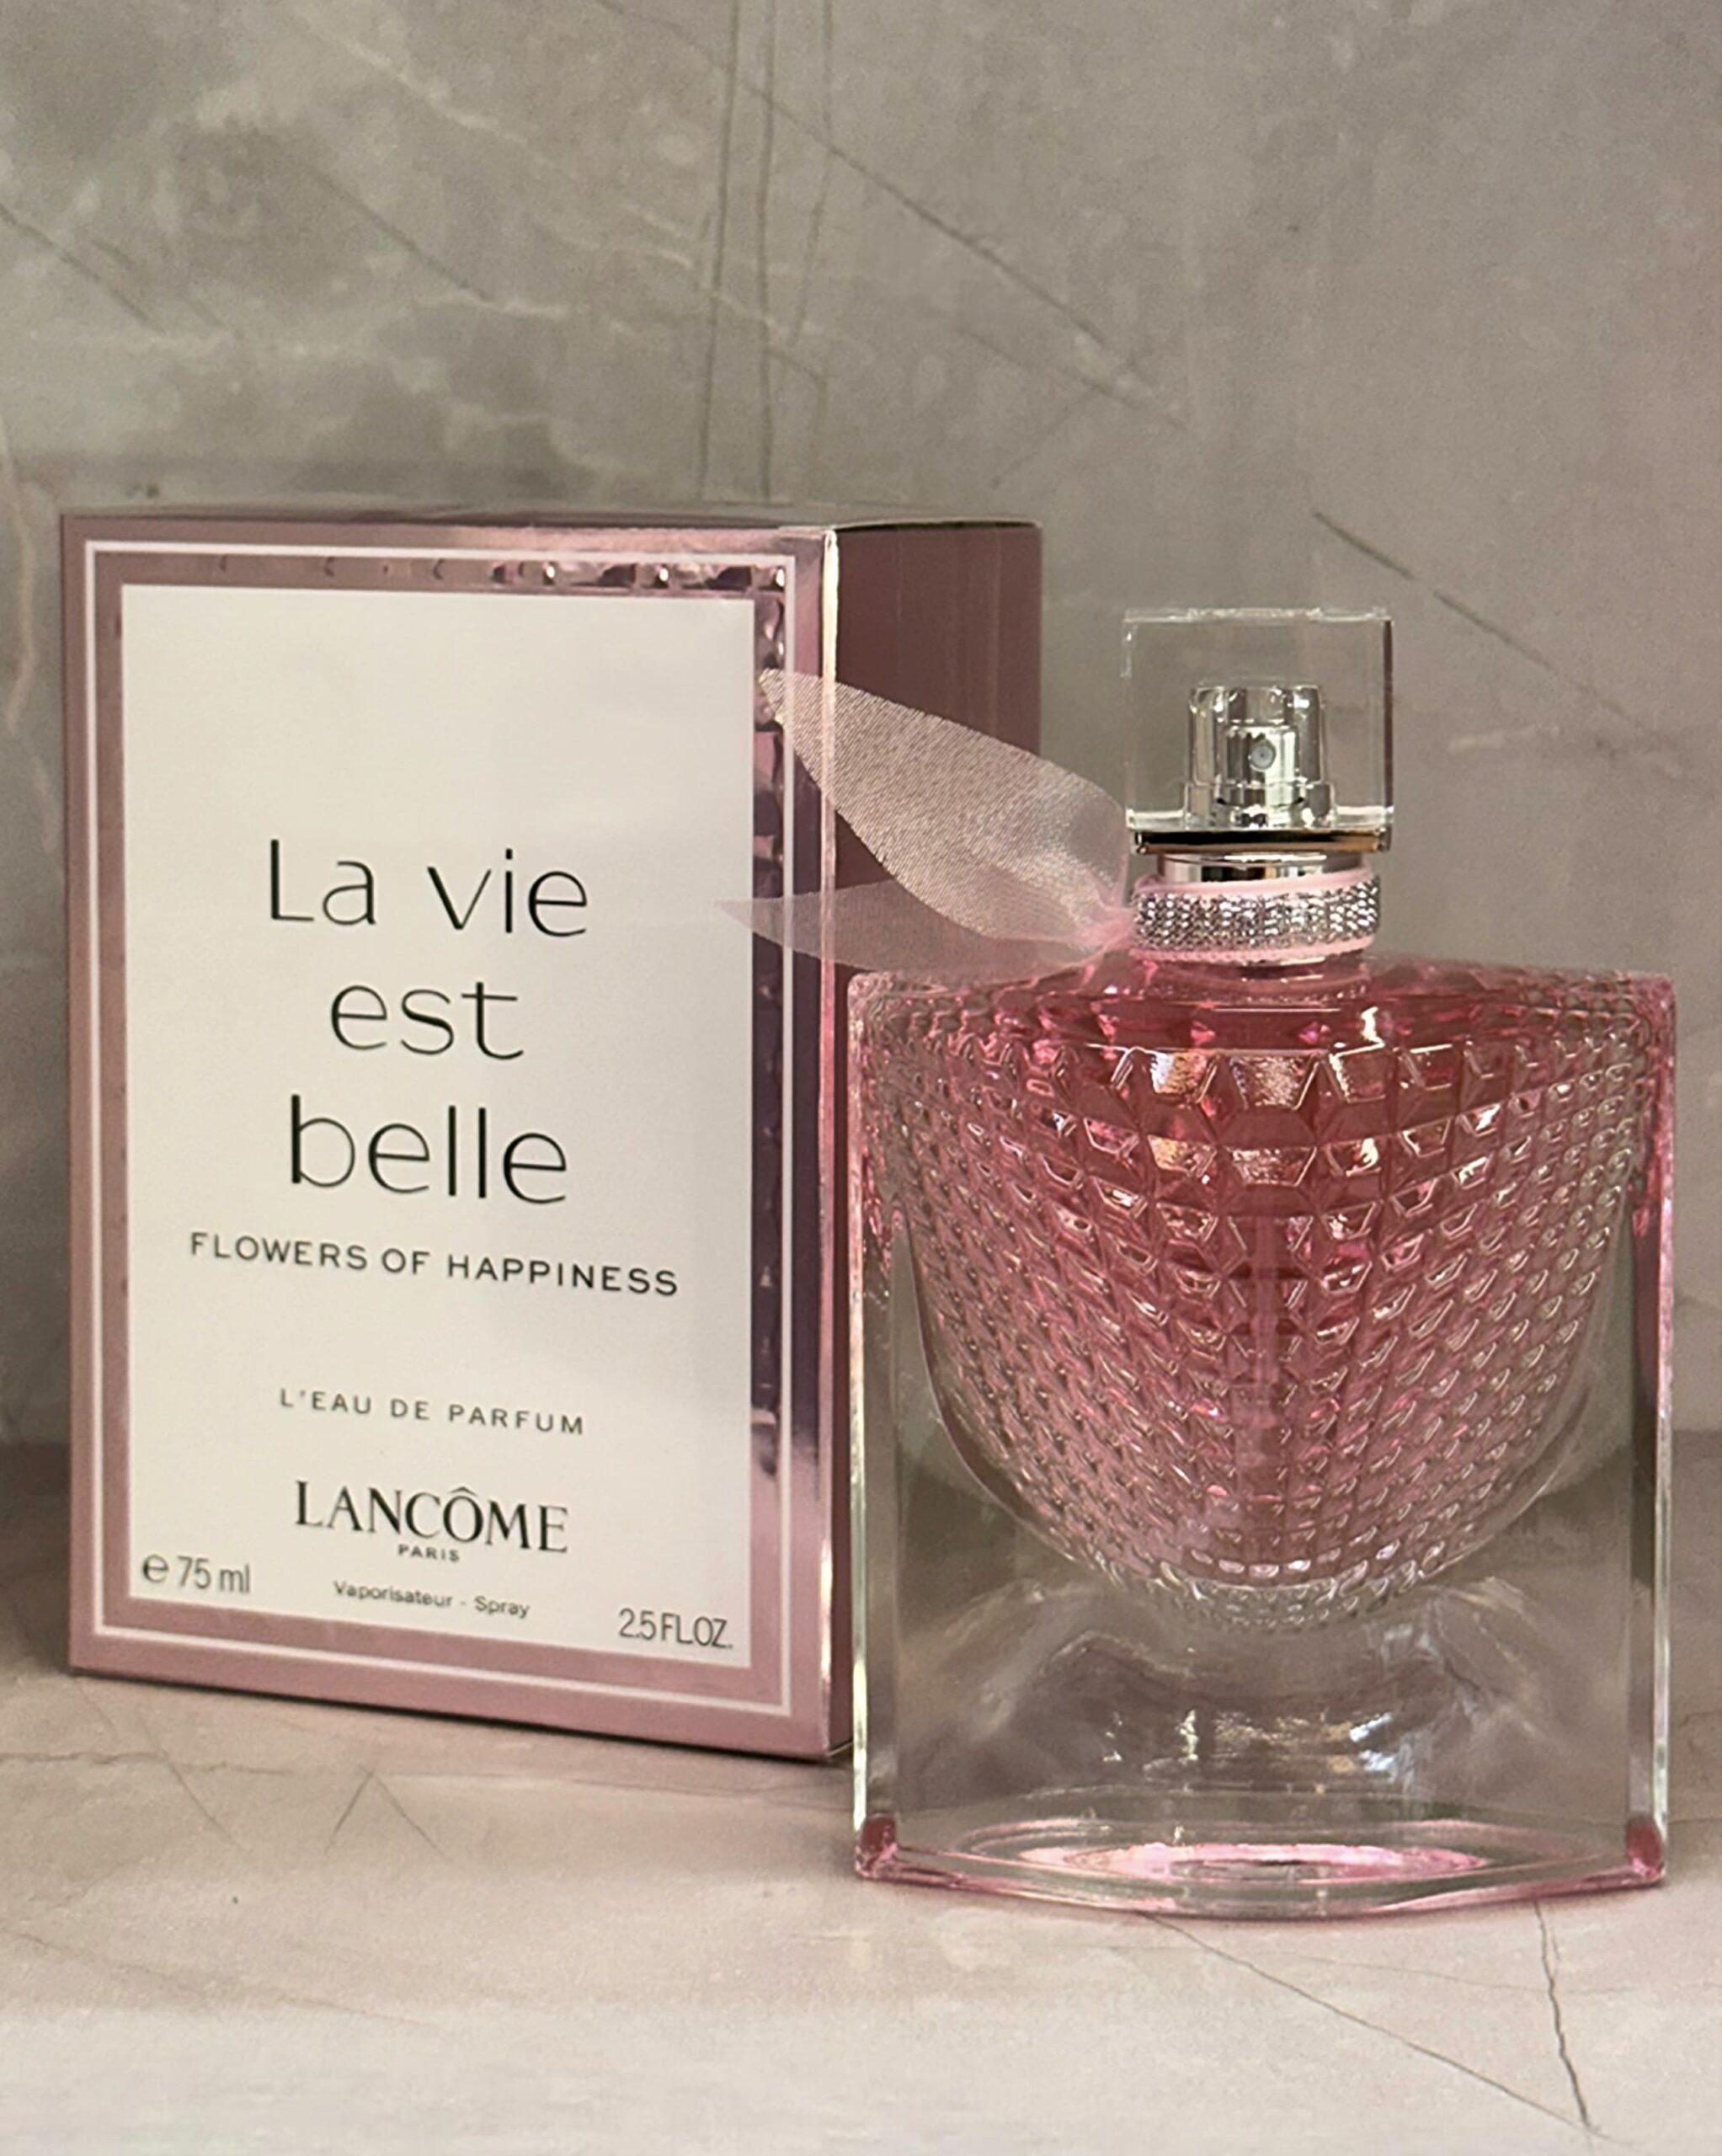 La vie
est
belle
FLOWERS OF HAPPINESS
L'EAU DE PARFUM
LANCÔME
PARIS
e 75 ml
Vaporisateur - Spray
2.5 FL.OZ.